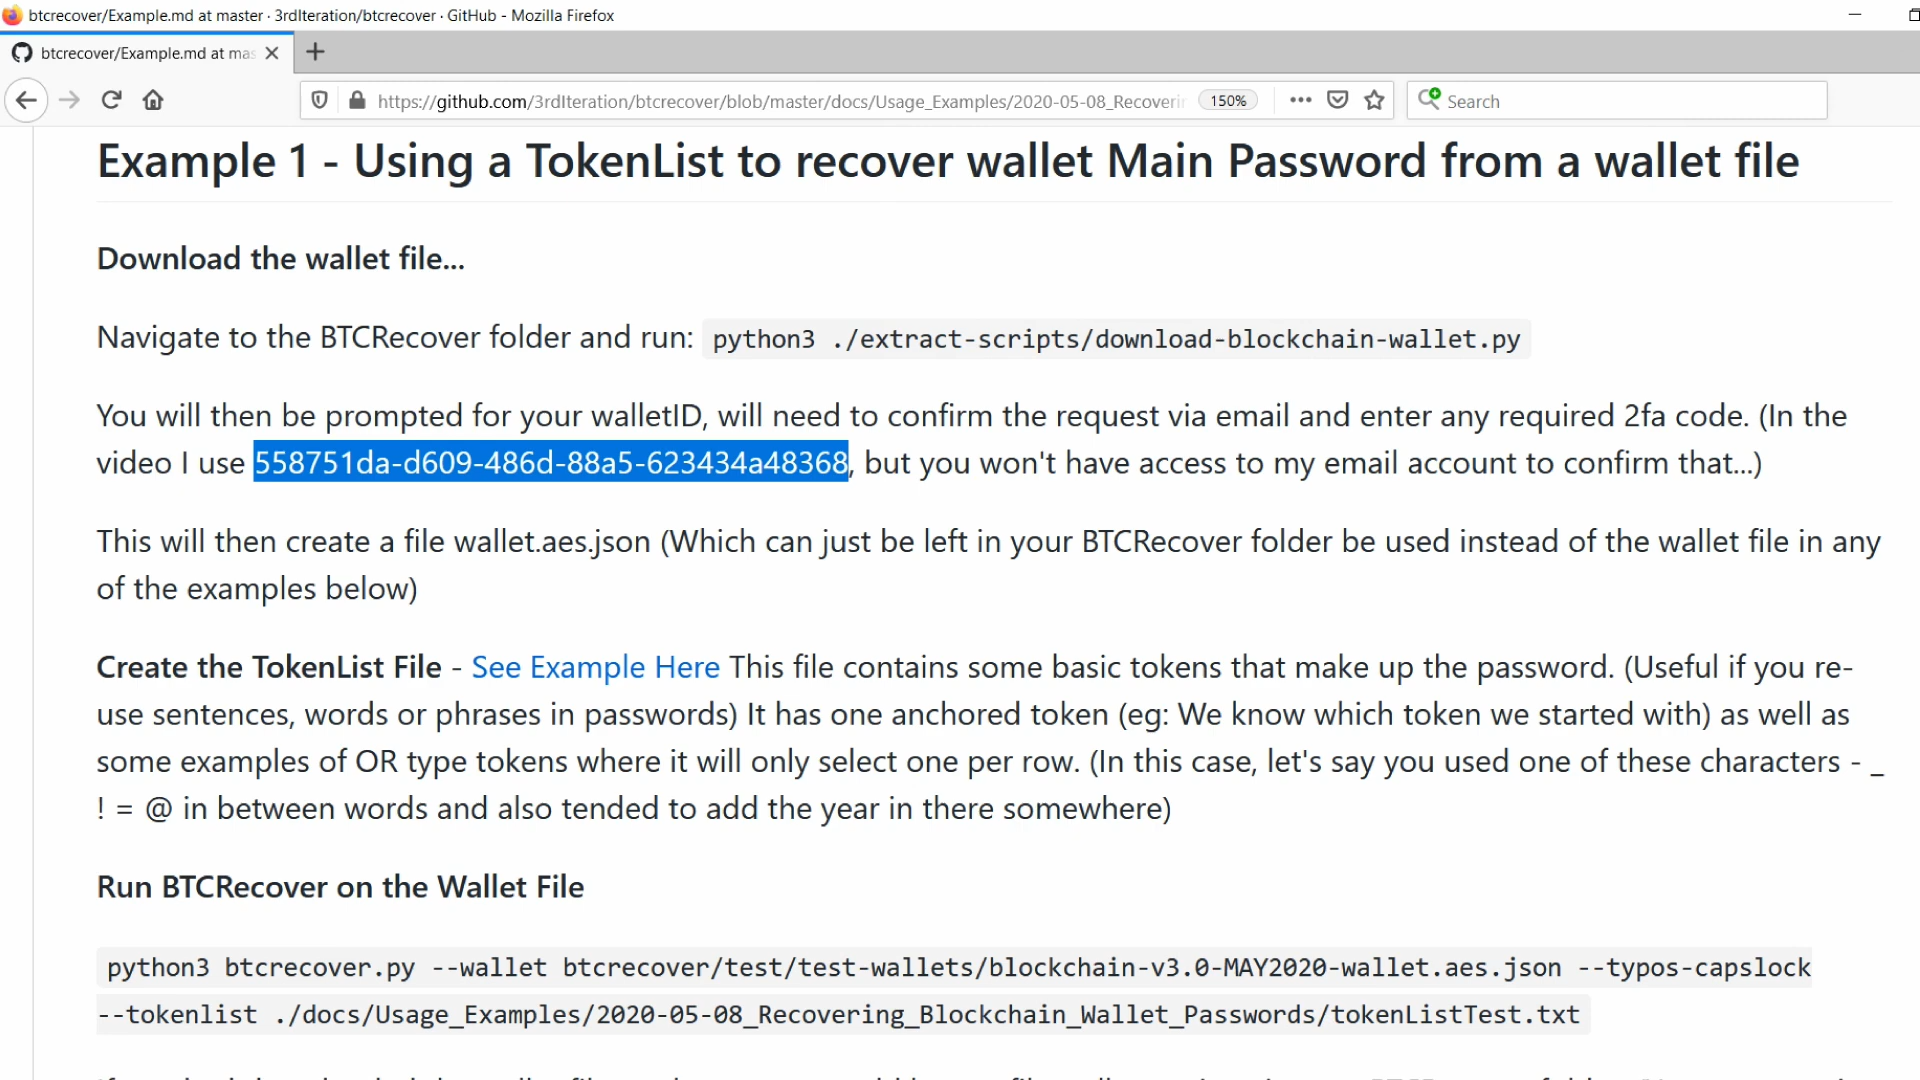 btcrecover/Example.md at master · 3rdIteration/btcrecover · GitHub - Mozilla Firefox
btcrecover/Example.md at mas
https://github.com/3rdIteration/btcrecover/blob/master/docs/Usage_Examples/2020-05-08_Recoveri 150% Search
Example 1 - Using a TokenList to recover wallet Main Password from a wallet file
Download the wallet file...
Navigate to the BTCRecover folder and run: python3 ./extract-scripts/download-blockchain-wallet.py
You will then be prompted for your walletID, will need to confirm the request via email and enter any required 2fa code. (In the
video I use 558751da-d609-486d-88a5-623434a48368, but you won't have access to my email account to confirm that...)
This will then create a file wallet.aes.json (Which can just be left in your BTCRecover folder be used instead of the wallet file in any
of the examples below)
Create the TokenList File - See Example Here This file contains some basic tokens that make up the password. (Useful if you re-
use sentences, words or phrases in passwords) It has one anchored token (eg: We know which token we started with) as well as
some examples of OR type tokens where it will only select one per row. (In this case, let's say you used one of these characters - _
! = @ in between words and also tended to add the year in there somewhere)
Run BTCRecover on the Wallet File
python3 btcrecover.py --wallet btcrecover/test/test-wallets/blockchain-v3.0-MAY2020-wallet.aes.json --typos-capslock
--tokenlist ./docs/Usage_Examples/2020-05-08_Recovering_Blockchain_Wallet_Passwords/tokenListTest.txt